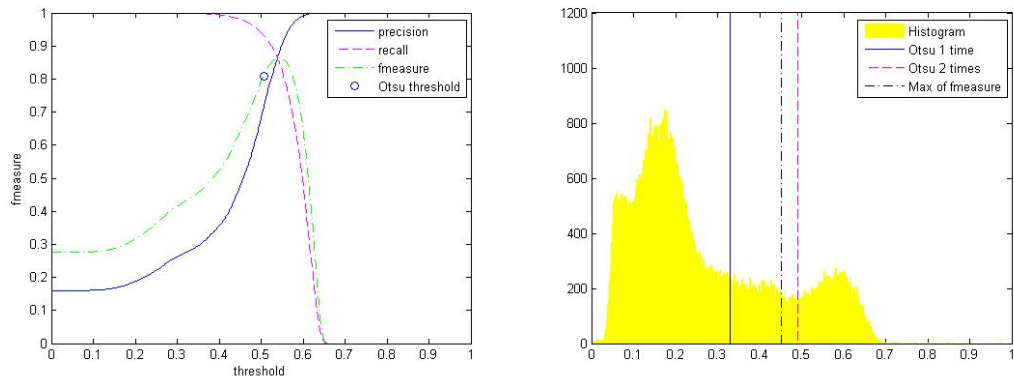 1
0.9
0.8
0.7
0.6
0.5
0.4
0.3
0.2
0.1
0
fmeasure
0 0.1 0.2 0.3 0.4 0.5 0.6 0.7 0.8 0.9 1
threshold
precision
recall
fmeasure
Otsu threshold
1200
1000
800
600
400
200
0
0 0.1 0.2 0.3 0.4 0.5 0.6 0.7 0.8 0.9 1
Histogram
Otsu 1 time
Otsu 2 times
Max of fmeasure